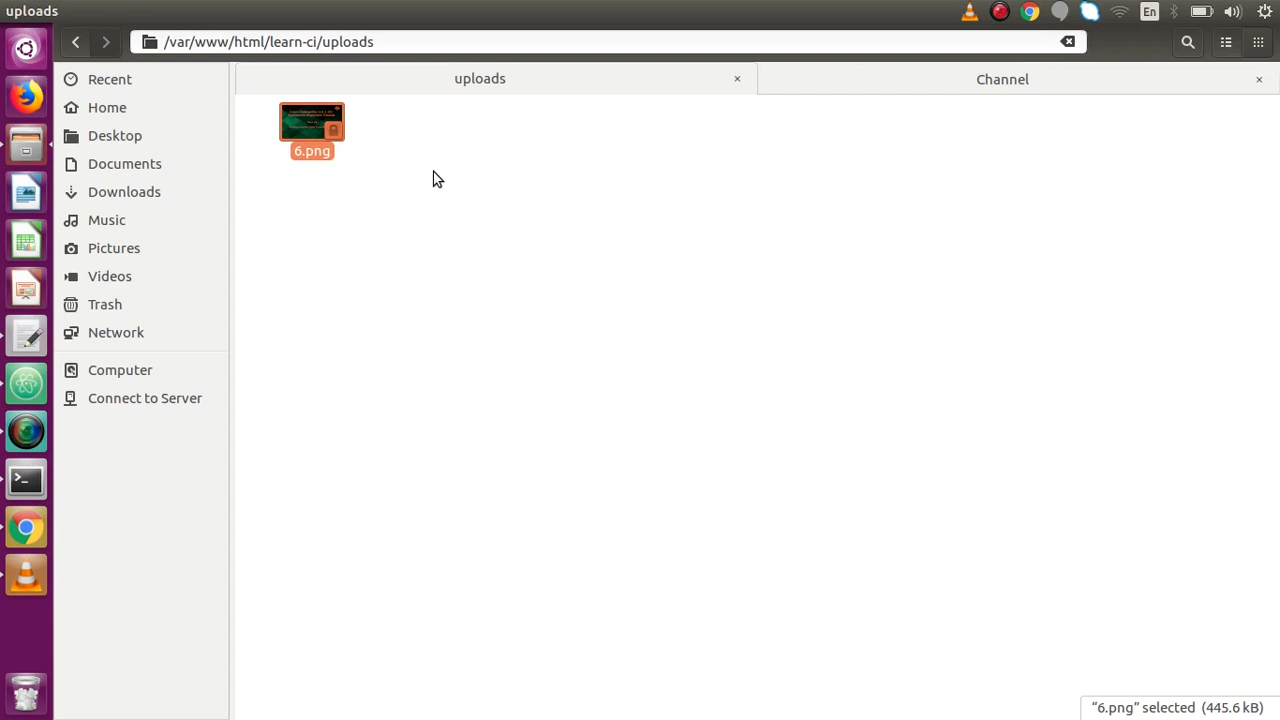 uploads
En
/var/www/html/learn-ci/uploads
Recent
Home
Desktop
Documents
Downloads
Music
Pictures
Videos
Trash
Network
Computer
Connect to Server
uploads
Channel
6.png
“6.png” selected (445.6 kB)